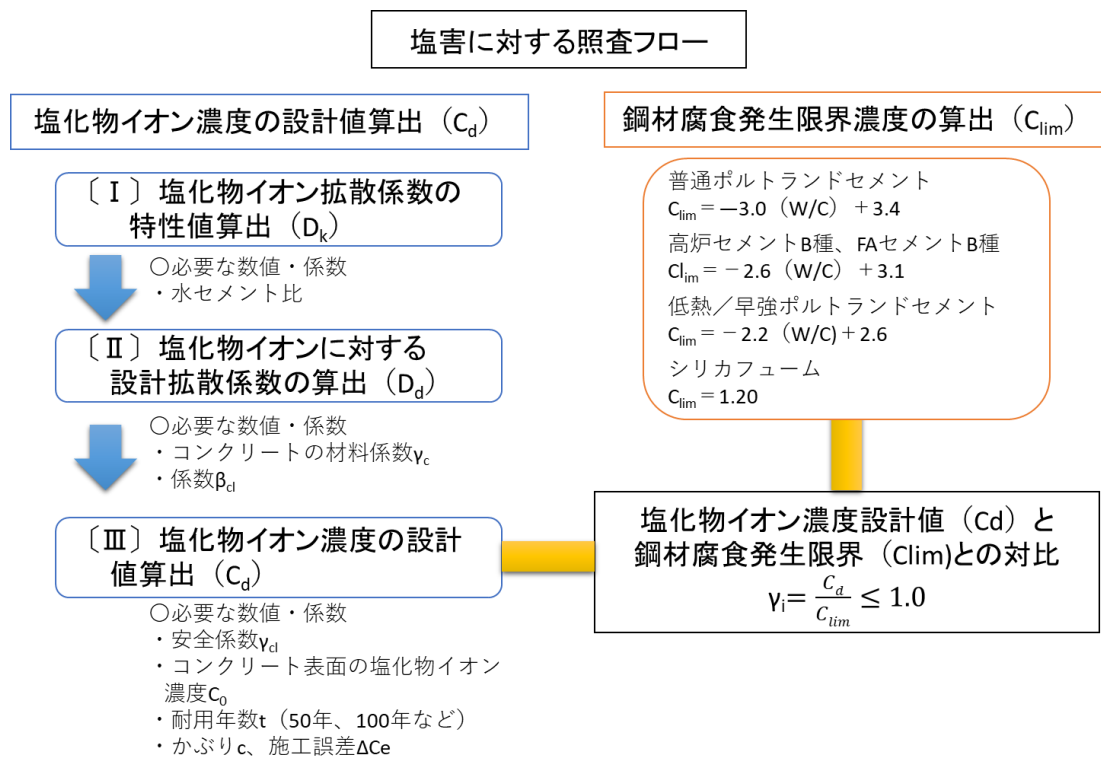 塩害に対する照査フロー
塩化物イオン濃度の設計値算出（Cd）
〔Ⅰ〕塩化物イオン拡散係数の
特性値算出（Dk）
〇必要な数値・係数
・水セメント比
〔Ⅱ〕塩化物イオンに対する
設計拡散係数の算出（Dd）
〇必要な数値・係数
・コンクリートの材料係数γc
・係数βcl
〔Ⅲ〕塩化物イオン濃度の設計
値算出（Cd）
〇必要な数値・係数
・安全係数γcl
・コンクリート表面の塩化物イオン
濃度C0
・耐用年数t（50年、100年など）
・かぶりc、施工誤差ΔCe
鋼材腐食発生限界濃度の算出（Clim）
普通ポルトランドセメント
Clim＝―3.0（W/C）＋3.4
高炉セメントB種、FAセメントB種
Clim＝－2.6（W/C）＋3.1
低熱／早強ポルトランドセメント
Clim＝－2.2（W/C)＋2.6
シリカフューム
Clim＝1.20
塩化物イオン濃度設計値（Cd）と
鋼材腐食発生限界（Clim)との対比
γi= Cd/Clim ≤ 1.0